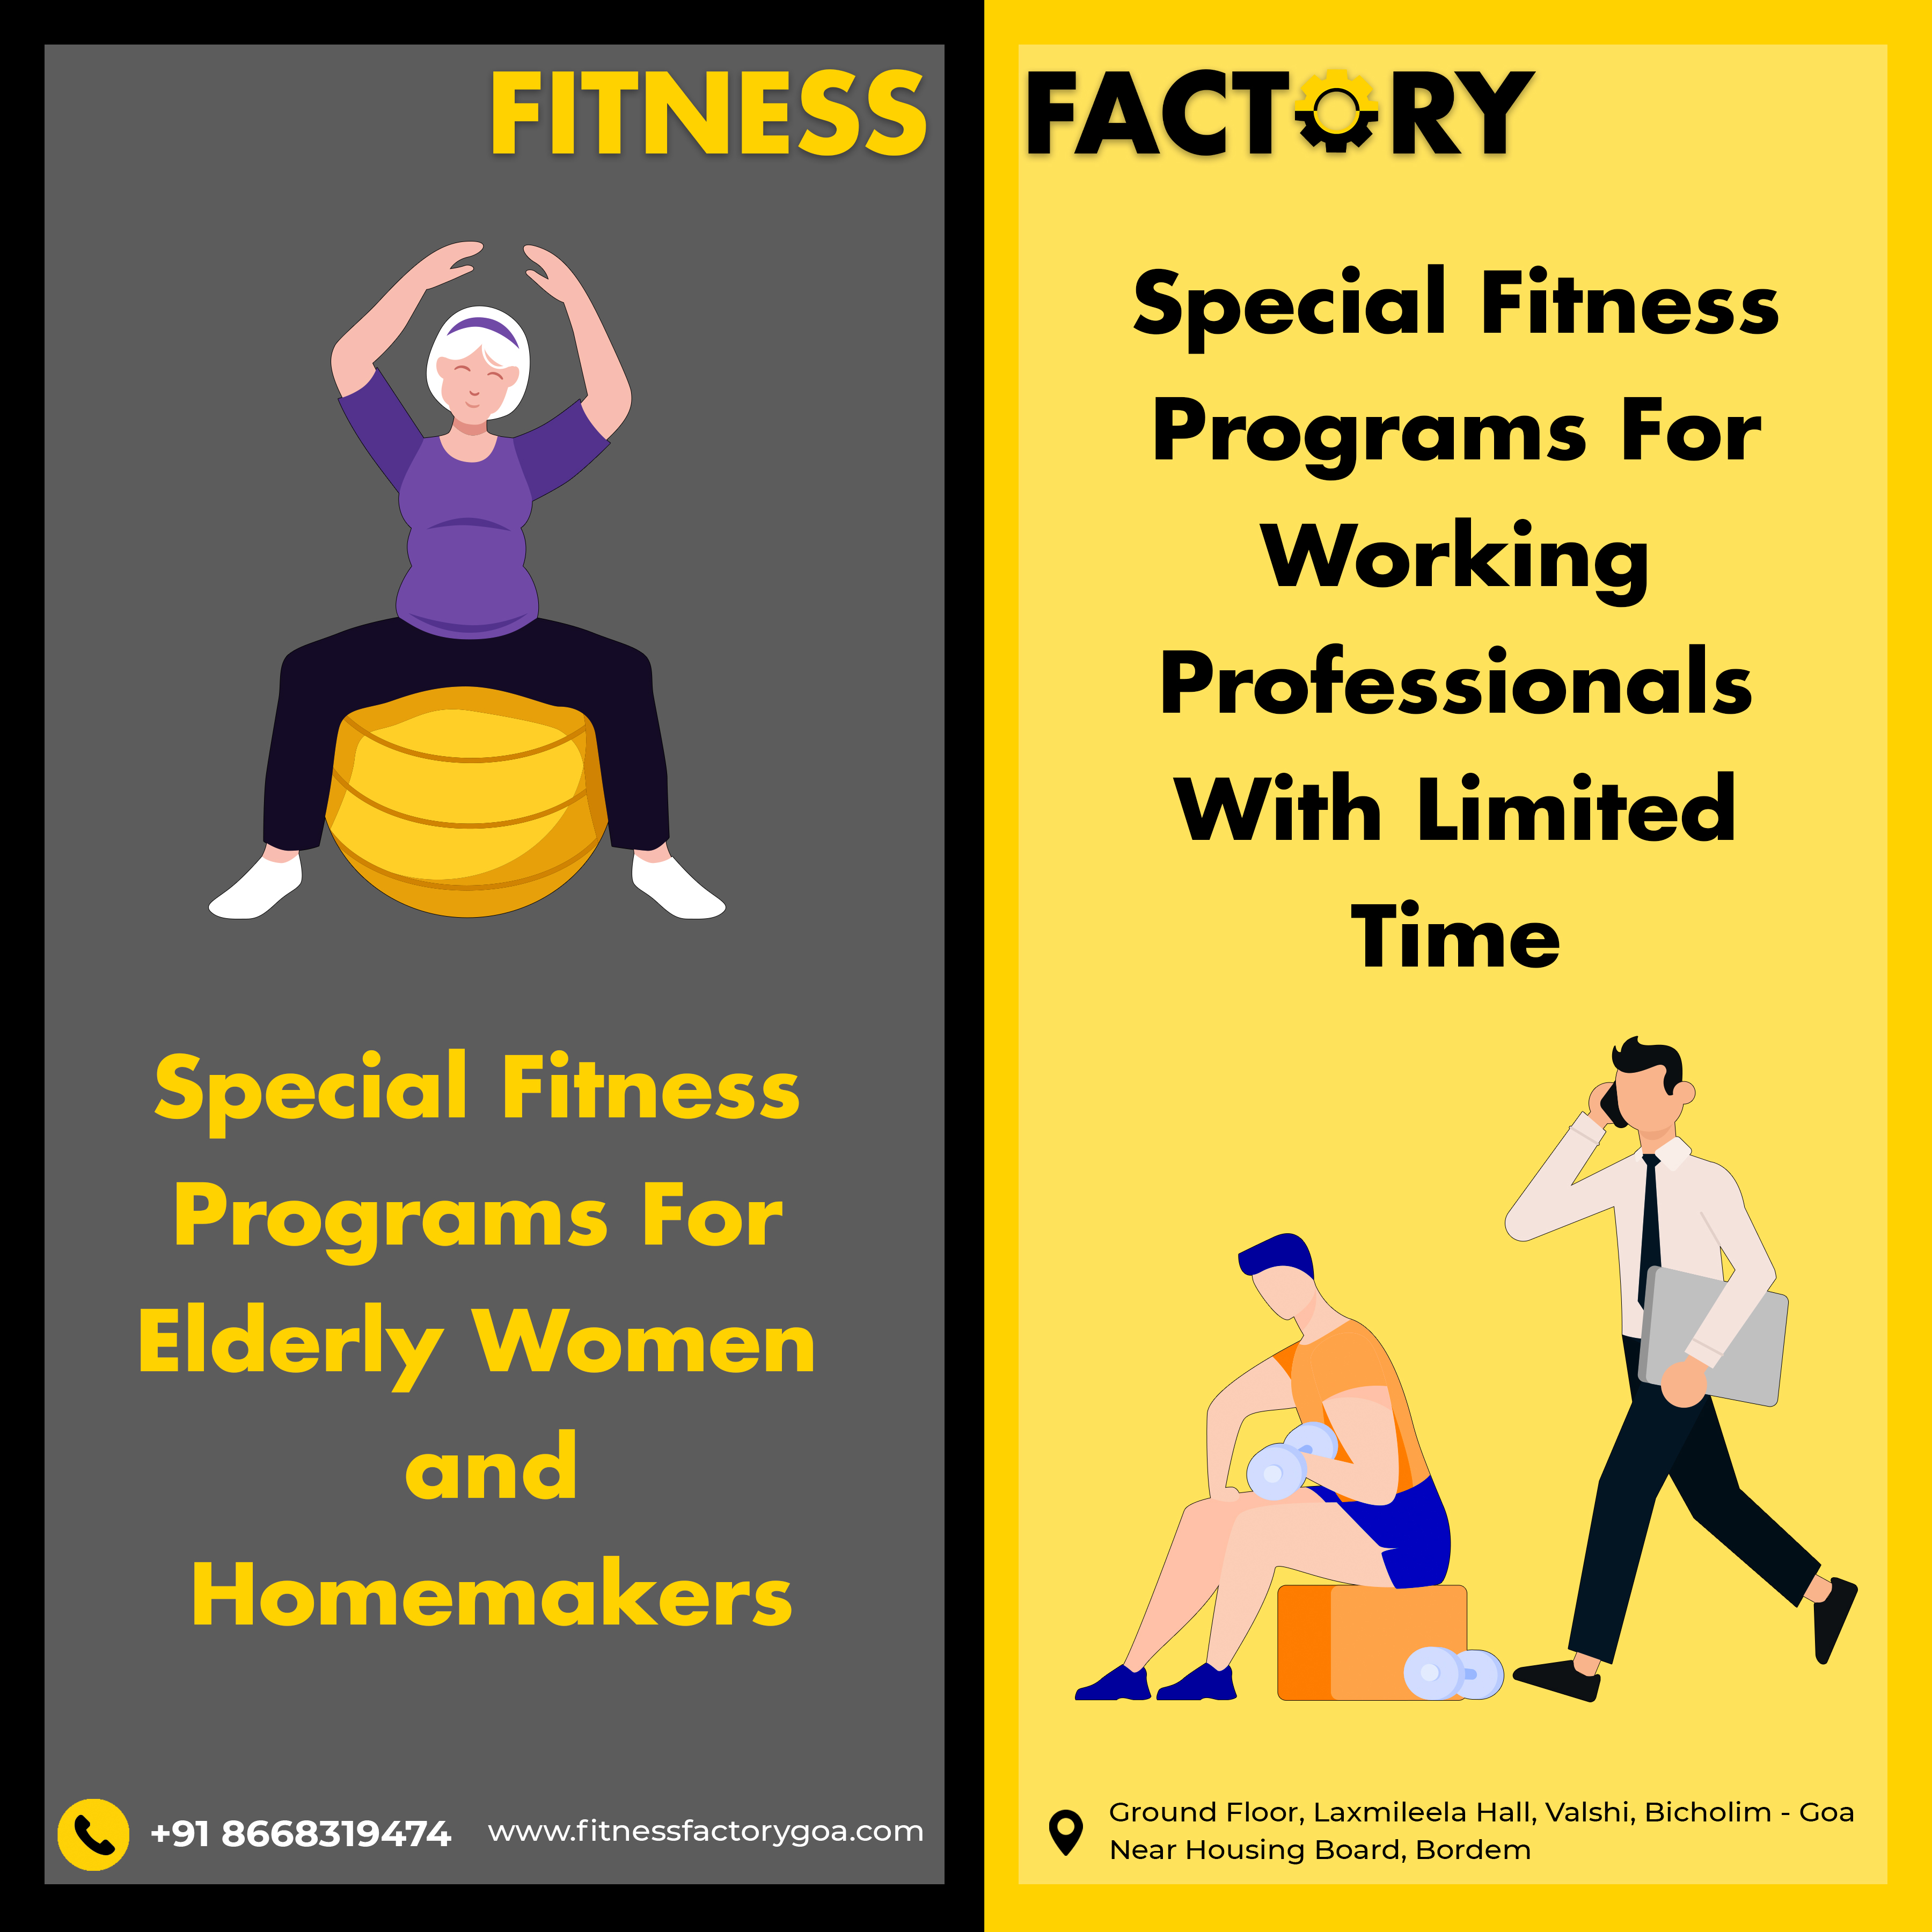 FITNESS FACTORY
Special Fitness
Programs For
Elderly Women
and
Homemakers
+91 8668319474
www.fitnessfactorygoa.com
Special Fitness
Programs For
Working
Professionals
With Limited
Time
Ground Floor, Laxmileela Hall, Valshi, Bicholim - Goa
Near Housing Board, Bordem